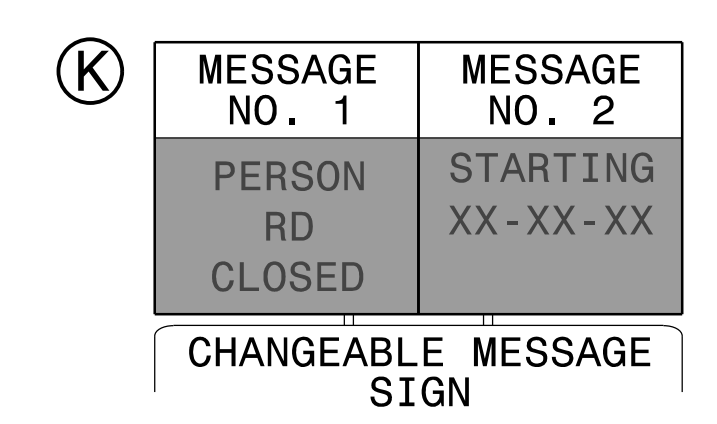 K
MESSAGE
NO. 1
MESSAGE
NO. 2
PERSON
RD
CLOSED
STARTING
XX-XX-XX
CHANGEABLE MESSAGE
SIGN